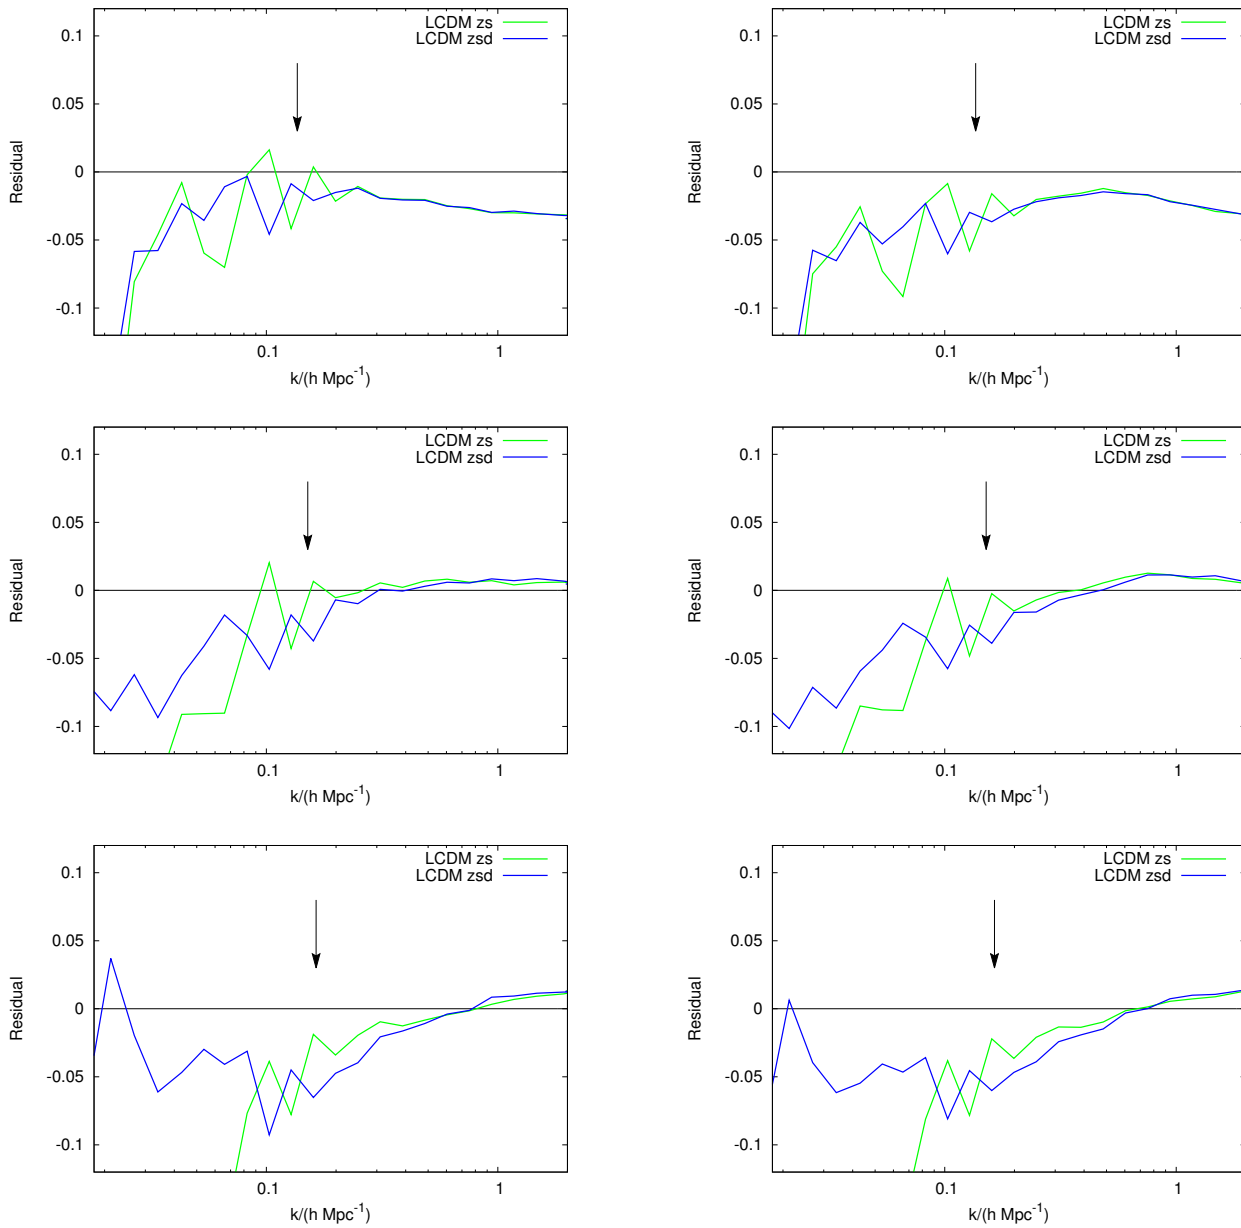 0.1
0.05
0
-0.05
-0.1
0.1
1
Residual
k/(h Mpc⁻¹)
LCDM zs
LCDM zsd
0.1
0.05
0
-0.05
-0.1
0.1
1
Residual
k/(h Mpc⁻¹)
LCDM zs
LCDM zsd
0.1
0.05
0
-0.05
-0.1
0.1
1
Residual
k/(h Mpc⁻¹)
LCDM zs
LCDM zsd
0.1
0.05
0
-0.05
-0.1
0.1
1
Residual
k/(h Mpc⁻¹)
LCDM zs
LCDM zsd
0.1
0.05
0
-0.05
-0.1
0.1
1
Residual
k/(h Mpc⁻¹)
LCDM zs
LCDM zsd
0.1
0.05
0
-0.05
-0.1
0.1
1
Residual
k/(h Mpc⁻¹)
LCDM zs
LCDM zsd